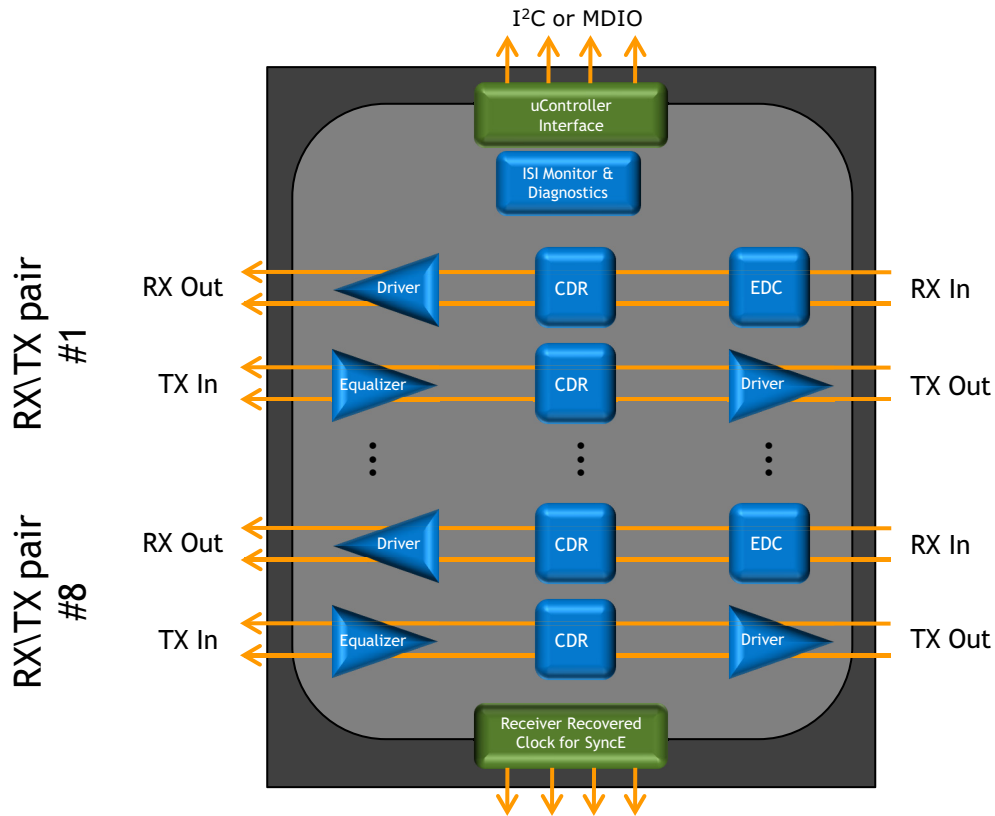 I²C or MDIO
uController
Interface
ISI Monitor &
Diagnostics
RX\TX pair
#1
RX Out
Driver
CDR
EDC
RX In
TX In
Equalizer
CDR
Driver
TX Out
RX\TX pair
#8
RX Out
Driver
CDR
EDC
RX In
TX In
Equalizer
CDR
Driver
TX Out
Receiver Recovered
Clock for SyncE